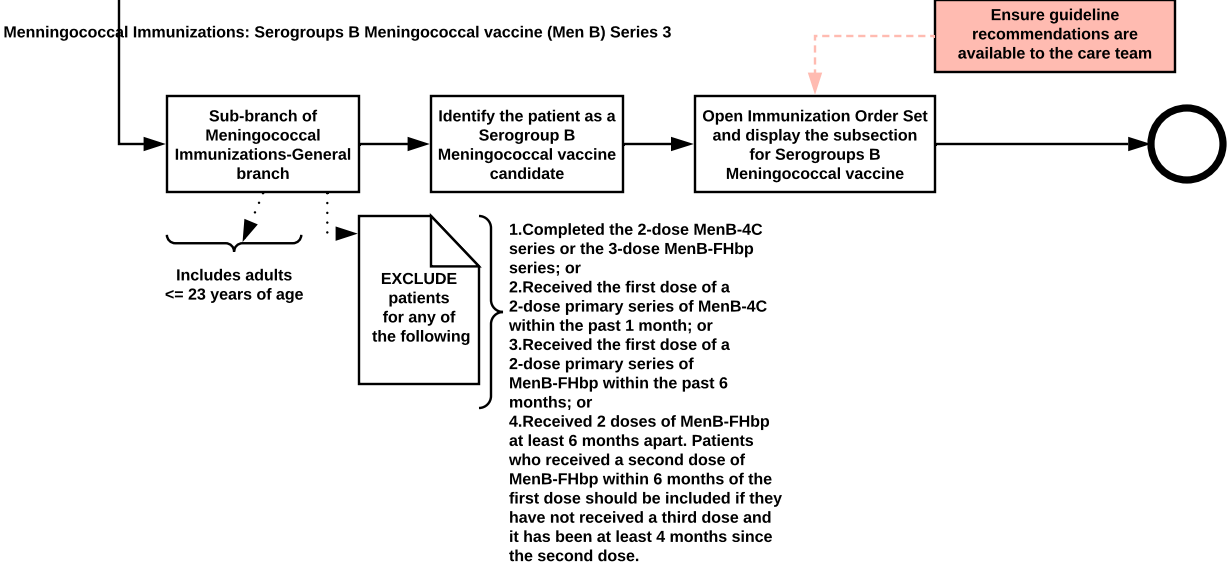 Menningococcal Immunizations: Serogroups B Meningococcal vaccine (Men B) Series 3
Ensure guideline
recommendations are
available to the care team
Sub-branch of
Meningococcal
Immunizations-General
branch
Identify the patient as a
Serogroup B
Meningococcal vaccine
candidate
Open Immunization Order Set
and display the subsection
for Serogroups B
Meningococcal vaccine
Includes adults
<= 23 years of age
EXCLUDE
patients
for any of
the following
1.Completed the 2-dose MenB-4C
series or the 3-dose MenB-FHbp
series; or
2.Received the first dose of a
2-dose primary series of MenB-4C
within the past 1 month; or
3.Received the first dose of a
2-dose primary series of
MenB-FHbp within the past 6
months; or
4.Received 2 doses of MenB-FHbp
at least 6 months apart. Patients
who received a second dose of
MenB-FHbp within 6 months of the
first dose should be included if they
have not received a third dose and
it has been at least 4 months since
the second dose.